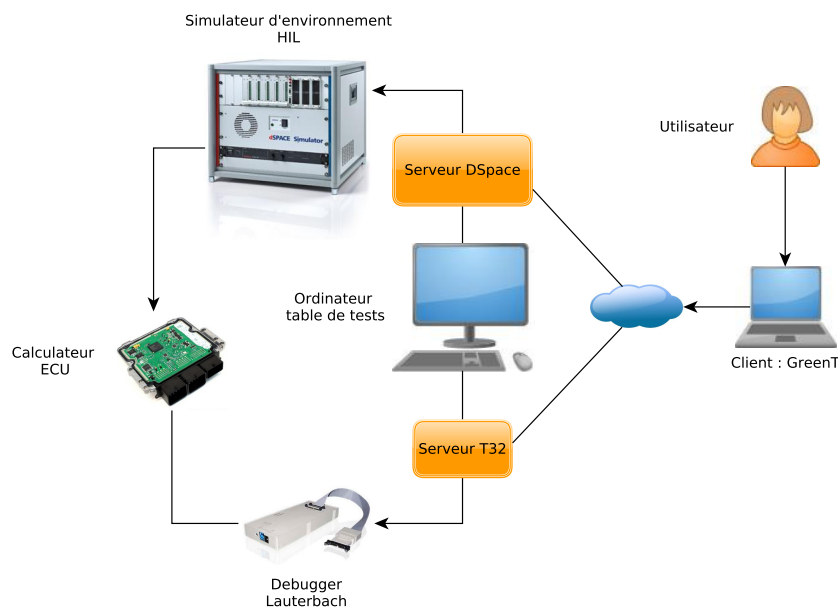 Simulateur d'environnement
HIL
dSPACE Simulator
Utilisateur
Serveur DSpace
Ordinateur
table de tests
Calculateur
ECU
Client : GreenT
Serveur T32
Debugger
Lauterbach